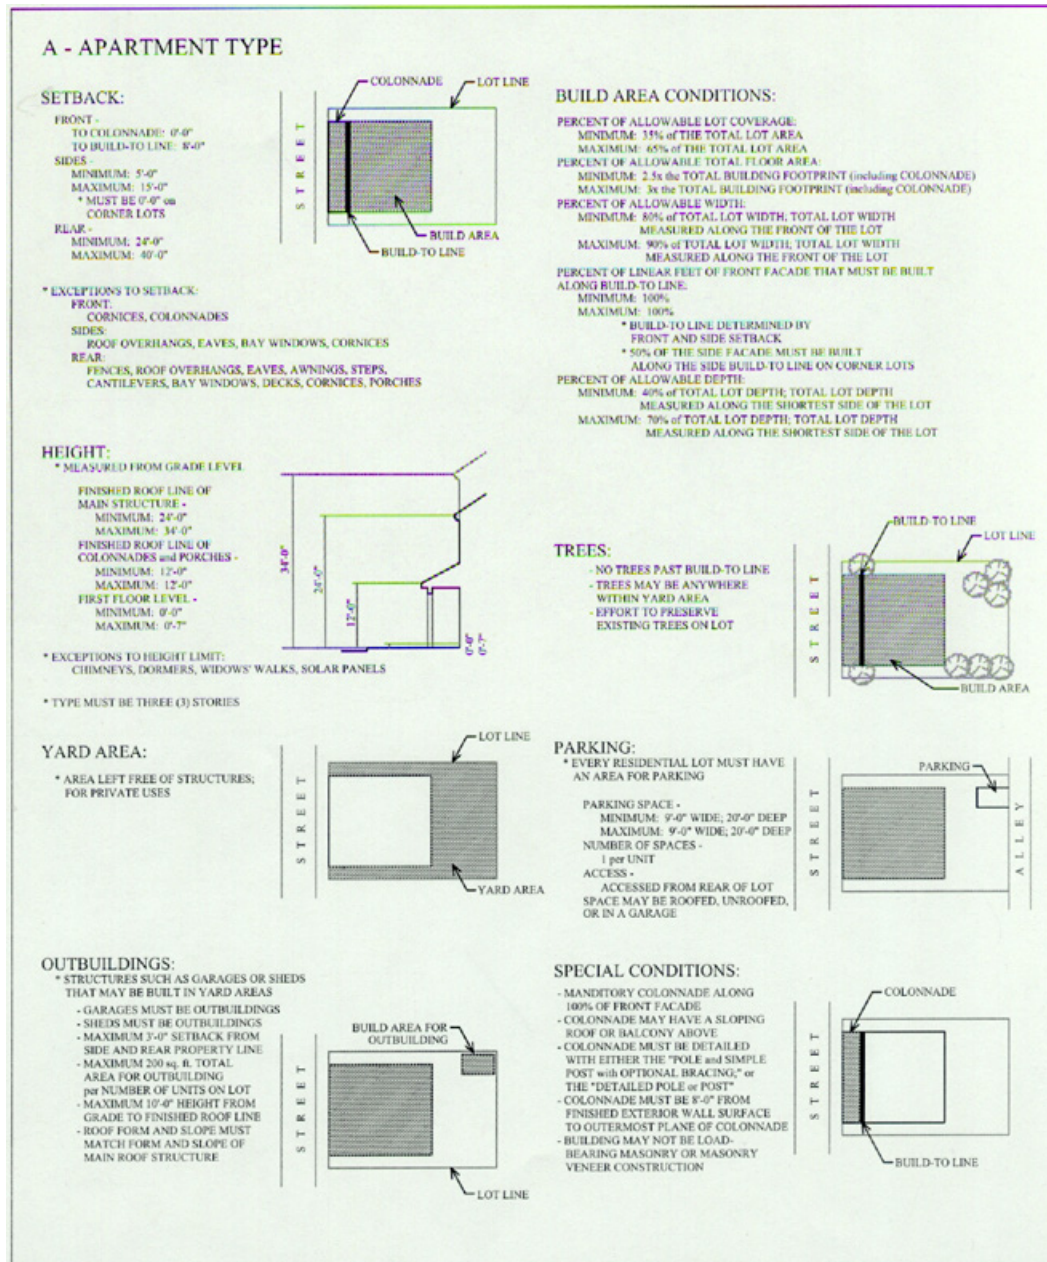 A - APARTMENT TYPE
SETBACK:
FRONT -
TO COLONNADE: 0'-0"
TO BUILD-TO LINE: 8'-0"
SIDES -
MINIMUM: 5'-0"
MAXIMUM: 15'-0"
* MUST BE 0'-0" on
CORNER LOTS
REAR -
MINIMUM: 24'-0"
MAXIMUM: 40'-0"
* EXCEPTIONS TO SETBACK:
FRONT:
CORNICES, COLONNADES
SIDES:
ROOF OVERHANGS, EAVES, BAY WINDOWS, CORNICES
REAR:
FENCES, ROOF OVERHANGS, EAVES, AWNINGS, STEPS,
CANTILEVERS, BAY WINDOWS, DECKS, CORNICES, PORCHES
STREET
COLONNADE
LOT LINE
BUILD AREA
BUILD-TO LINE
HEIGHT:
* MEASURED FROM GRADE LEVEL
FINISHED ROOF LINE OF
MAIN STRUCTURE -
MINIMUM: 24'-0"
MAXIMUM: 34'-0"
FINISHED ROOF LINE OF
COLONNADES and PORCHES -
MINIMUM: 12'-0"
MAXIMUM: 12'-0"
FIRST FLOOR LEVEL -
MINIMUM: 0'-0"
MAXIMUM: 0'-7"
* EXCEPTIONS TO HEIGHT LIMIT:
CHIMNEYS, DORMERS, WIDOWS' WALKS, SOLAR PANELS
* TYPE MUST BE THREE (3) STORIES
34'-0"
24'-0"
12'-0"
0'-0"
0'-7"
YARD AREA:
* AREA LEFT FREE OF STRUCTURES;
FOR PRIVATE USES
STREET
LOT LINE
YARD AREA
OUTBUILDINGS:
* STRUCTURES SUCH AS GARAGES OR SHEDS
THAT MAY BE BUILT IN YARD AREAS
- GARAGES MUST BE OUTBUILDINGS
- SHEDS MUST BE OUTBUILDINGS
- MAXIMUM 3'-0" SETBACK FROM
SIDE AND REAR PROPERTY LINE
- MAXIMUM 200 sq. ft. TOTAL
AREA FOR OUTBUILDING
per NUMBER OF UNITS ON LOT
- MAXIMUM 10'-0" HEIGHT FROM
GRADE TO FINISHED ROOF LINE
- ROOF FORM AND SLOPE MUST
MATCH FORM AND SLOPE OF
MAIN ROOF STRUCTURE
STREET
BUILD AREA FOR
OUTBUILDING
LOT LINE
BUILD AREA CONDITIONS:
PERCENT OF ALLOWABLE LOT COVERAGE:
MINIMUM: 35% of THE TOTAL LOT AREA
MAXIMUM: 65% of THE TOTAL LOT AREA
PERCENT OF ALLOWABLE TOTAL FLOOR AREA:
MINIMUM: 2.5x the TOTAL BUILDING FOOTPRINT (including COLONNADE)
MAXIMUM: 3x the TOTAL BUILDING FOOTPRINT (including COLONNADE)
PERCENT OF ALLOWABLE WIDTH:
MINIMUM: 80% of TOTAL LOT WIDTH; TOTAL LOT WIDTH
MEASURED ALONG THE FRONT OF THE LOT
MAXIMUM: 90% of TOTAL LOT WIDTH; TOTAL LOT WIDTH
MEASURED ALONG THE FRONT OF THE LOT
PERCENT OF LINEAR FEET OF FRONT FACADE THAT MUST BE BUILT
ALONG BUILD-TO LINE:
MINIMUM: 100%
MAXIMUM: 100%
* BUILD-TO LINE DETERMINED BY
FRONT AND SIDE SETBACK
* 50% OF THE SIDE FACADE MUST BE BUILT
ALONG THE SIDE BUILD-TO LINE ON CORNER LOTS
PERCENT OF ALLOWABLE DEPTH:
MINIMUM: 40% of TOTAL LOT DEPTH; TOTAL LOT DEPTH
MEASURED ALONG THE SHORTEST SIDE OF THE LOT
MAXIMUM: 70% of TOTAL LOT DEPTH; TOTAL LOT DEPTH
MEASURED ALONG THE SHORTEST SIDE OF THE LOT
TREES:
- NO TREES PAST BUILD-TO LINE
- TREES MAY BE ANYWHERE
WITHIN YARD AREA
- EFFORT TO PRESERVE
EXISTING TREES ON LOT
STREET
BUILD-TO LINE
LOT LINE
BUILD AREA
PARKING:
* EVERY RESIDENTIAL LOT MUST HAVE
AN AREA FOR PARKING
PARKING SPACE -
MINIMUM: 9'-0" WIDE; 20'-0" DEEP
MAXIMUM: 9'-0" WIDE; 20'-0" DEEP
NUMBER OF SPACES -
1 per UNIT
ACCESS -
ACCESSED FROM REAR OF LOT
SPACE MAY BE ROOFED, UNROOFED,
OR IN A GARAGE
STREET
PARKING
ALLEY
SPECIAL CONDITIONS:
- MANDITORY COLONNADE ALONG
100% OF FRONT FACADE
- COLONNADE MAY HAVE A SLOPING
ROOF OR BALCONY ABOVE
- COLONNADE MUST BE DETAILED
WITH EITHER THE "POLE and SIMPLE
POST with OPTIONAL BRACING," or
THE "DETAILED POLE or POST"
- COLONNADE MUST BE 8'-0" FROM
FINISHED EXTERIOR WALL SURFACE
TO OUTERMOST PLANE OF COLONNADE
- BUILDING MAY NOT BE LOAD-
BEARING MASONRY OR MASONRY
VENEER CONSTRUCTION
STREET
COLONNADE
BUILD-TO LINE